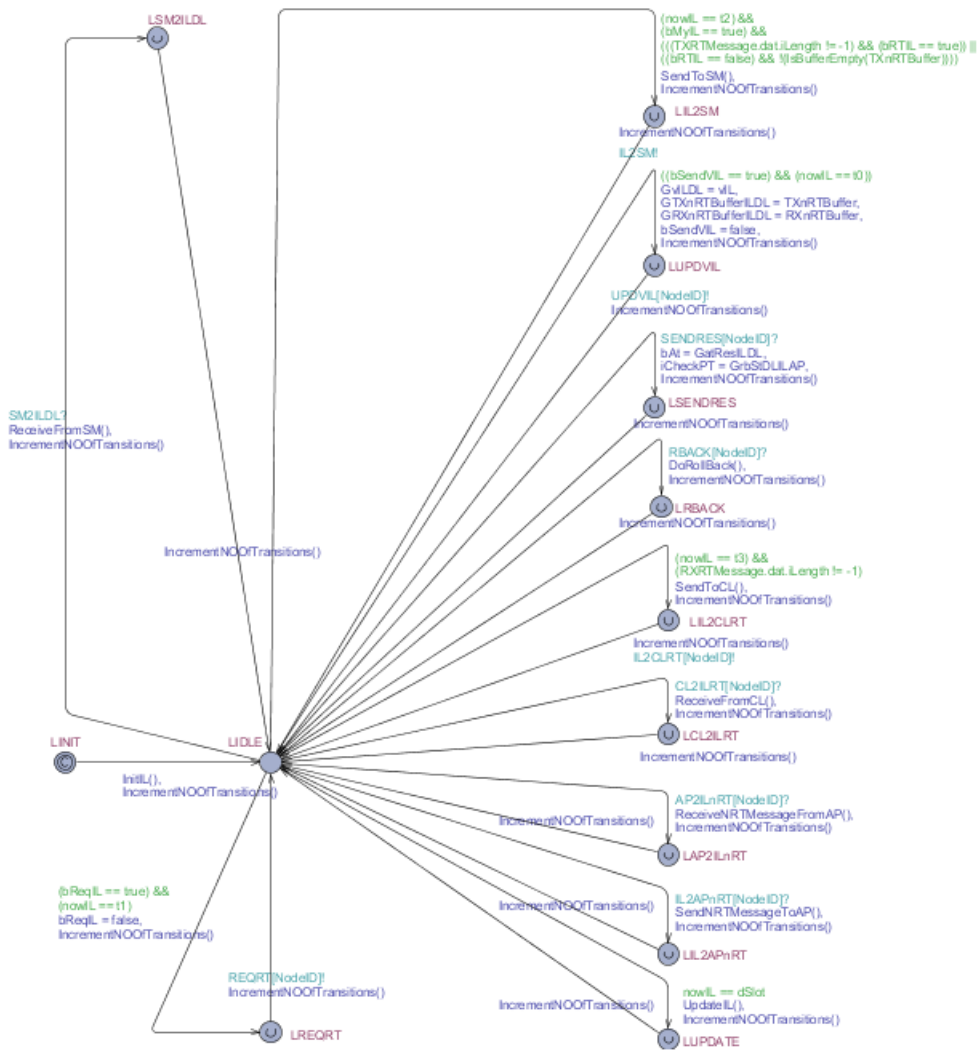 LSM2ILDL
(nowIL == t2) &&
(bMyIL == true) &&
(((TXRTMessage.dat.iLength != -1) && (bRTIL == true)) ||
((bRTIL == false) && !(IsBufferEmpty(TXnRTBuffer))))
SendToSM(),
IncrementNOOfTransitions()
LIL2SM
IncrementNOOfTransitions()
IL2SM!
((bSendVIL == true) && (nowIL == t0))
GvILDL = vIL,
GTXnRTBufferILDL = TXnRTBuffer,
GRXnRTBufferILDL = RXnRTBuffer,
bSendVIL = false,
IncrementNOOfTransitions()
LUPDVIL
UPDVIL[NodeID]!
IncrementNOOfTransitions()
SENDRES[NodeID]?
bAt = GatResILDL,
iCheckPT = GrbStDLILAP,
IncrementNOOfTransitions()
LSENDRES
IncrementNOOfTransitions()
SM2ILDL?
ReceiveFromSM(),
IncrementNOOfTransitions()
RBACK[NodeID]?
DoRollBack(),
IncrementNOOfTransitions()
LRBACK
IncrementNOOfTransitions()
IncrementNOOfTransitions()
(nowIL == t3) &&
(RXRTMessage.dat.iLength != -1)
SendToCL(),
IncrementNOOfTransitions()
LIL2CLRT
IncrementNOOfTransitions()
IL2CLRT[NodeID]!
CL2ILRT[NodeID]?
ReceiveFromCL(),
IncrementNOOfTransitions()
LCL2ILRT
IncrementNOOfTransitions()
LINIT
LIDLE
InitIL(),
IncrementNOOfTransitions()
AP2ILnRT[NodeID]?
ReceiveNRTMessageFromAP(),
IncrementNOOfTransitions()
IncrementNOOfTransitions()
LAP2ILnRT
(bReqIL == true) &&
(nowIL == t1)
bReqIL = false,
IncrementNOOfTransitions()
IL2APnRT[NodeID]?
SendNRTMessageToAP(),
IncrementNOOfTransitions()
IncrementNOOfTransitions()
LIL2APnRT
REQRT[NodeID]!
IncrementNOOfTransitions()
LREQRT
nowIL == dSlot
UpdateIL(),
IncrementNOOfTransitions()
IncrementNOOfTransitions()
LUPDATE